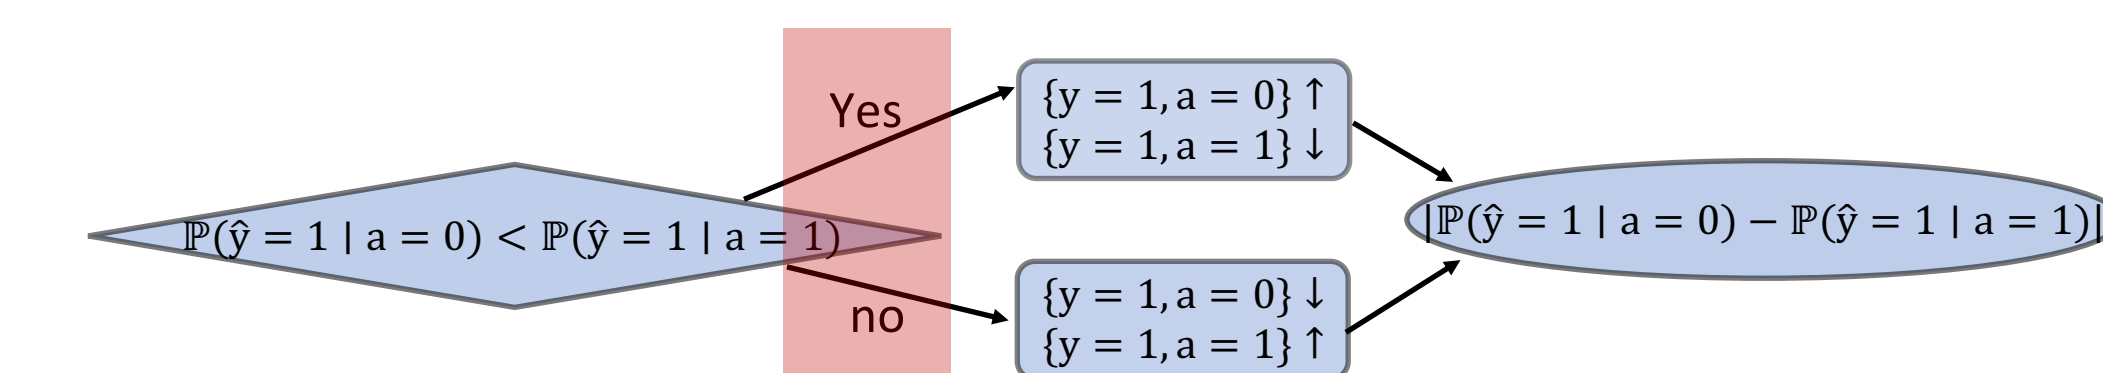 Yes
{y = 1, a = 0} ↑
{y = 1, a = 1} ↓
ℙ(ŷ = 1 | a = 0) < ℙ(ŷ = 1 | a = 1)
|ℙ(ŷ = 1 | a = 0) − ℙ(ŷ = 1 | a = 1)|
no
{y = 1, a = 0} ↓
{y = 1, a = 1} ↑